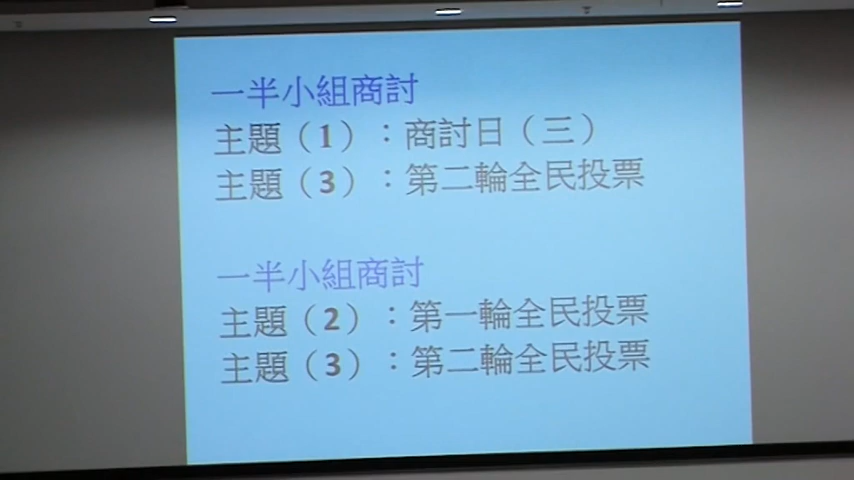 一半小組商討
主題（1）：商討日（三）
主題（3）：第二輪全民投票
一半小組商討
主題（2）：第一輪全民投票
主題（3）：第二輪全民投票